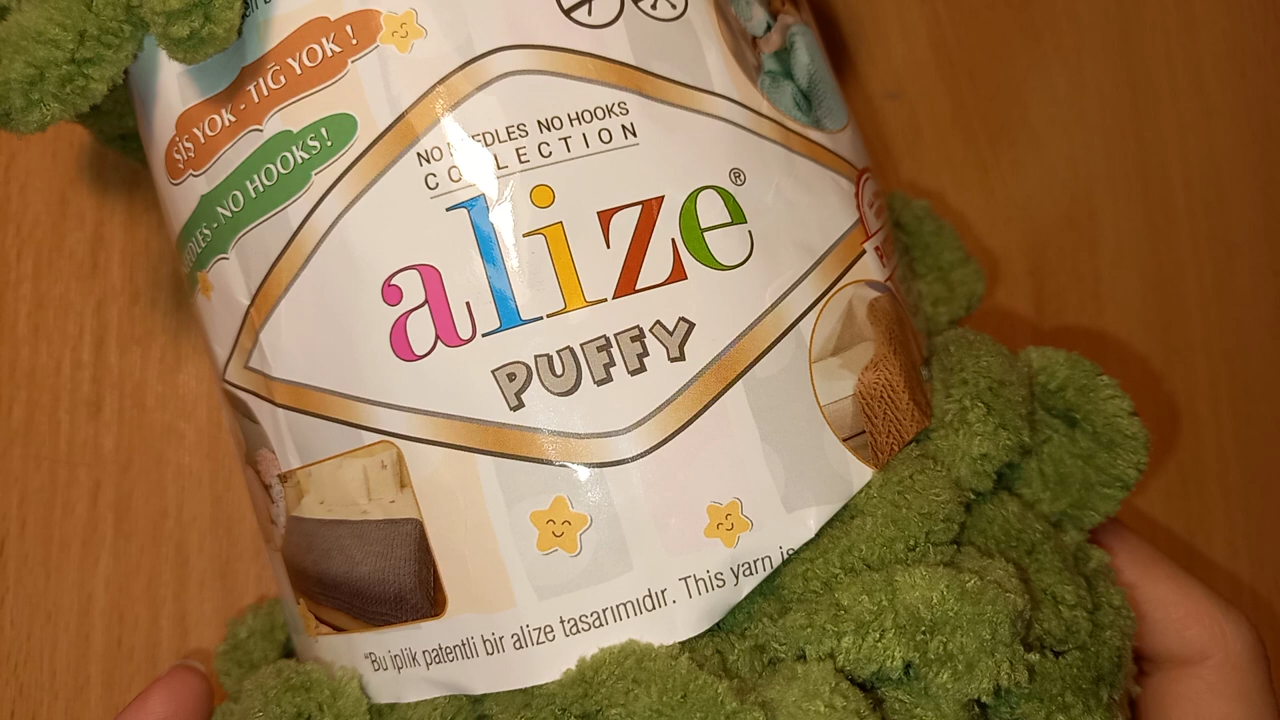 ŞİŞ YOK - TIĞ YOK !
- NO HOOKS !
NO NEEDLES NO HOOKS
COLLECTION
alize®
PUFFY
"Bu iplik patentli bir alize tasarımıdır. This yarn is